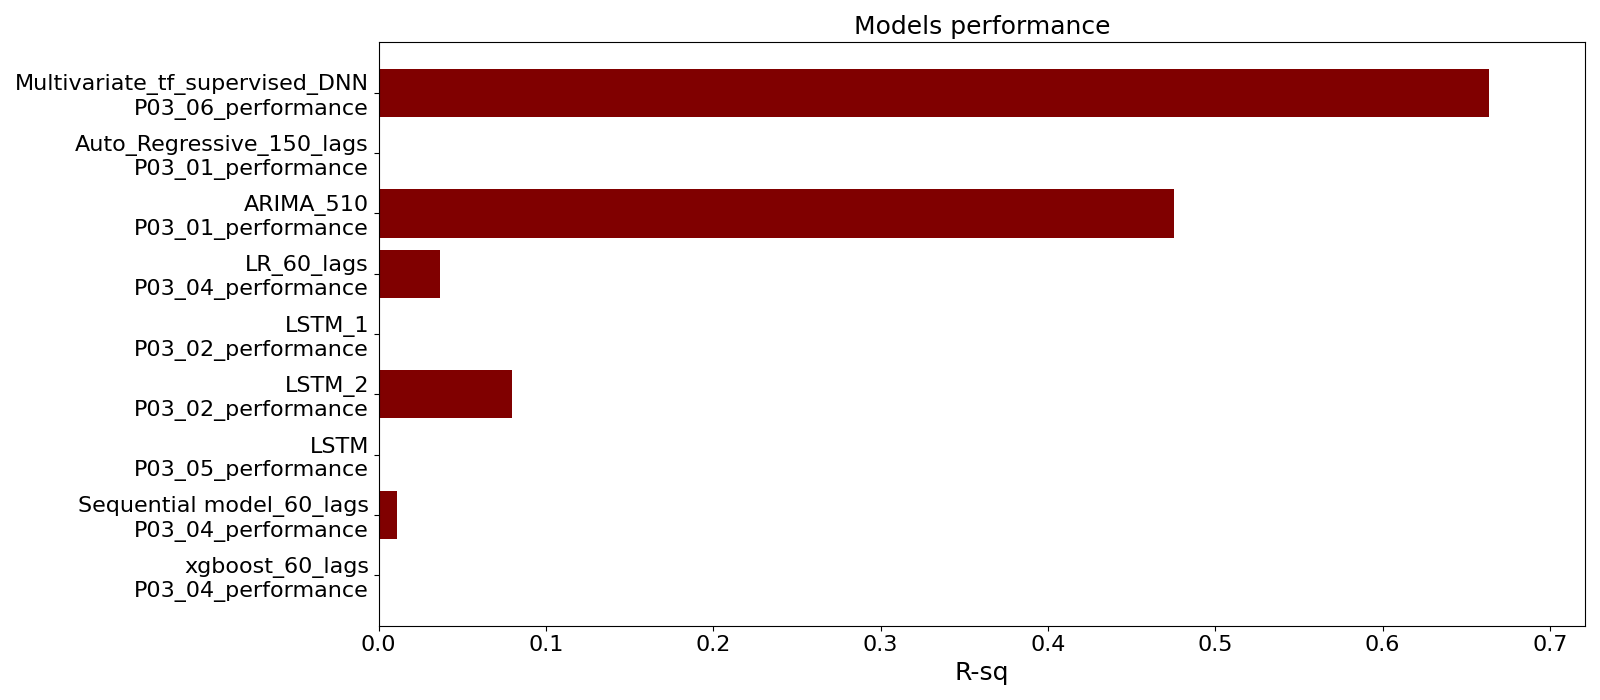 Models performance
Multivariate_tf_supervised_DNN
P03_06_performance
Auto_Regressive_150_lags
P03_01_performance
ARIMA_510
P03_01_performance
LR_60_lags
P03_04_performance
LSTM_1
P03_02_performance
LSTM_2
P03_02_performance
LSTM
P03_05_performance
Sequential model_60_lags
P03_04_performance
xgboost_60_lags
P03_04_performance
0.0 0.1 0.2 0.3 0.4 0.5 0.6 0.7
R-sq